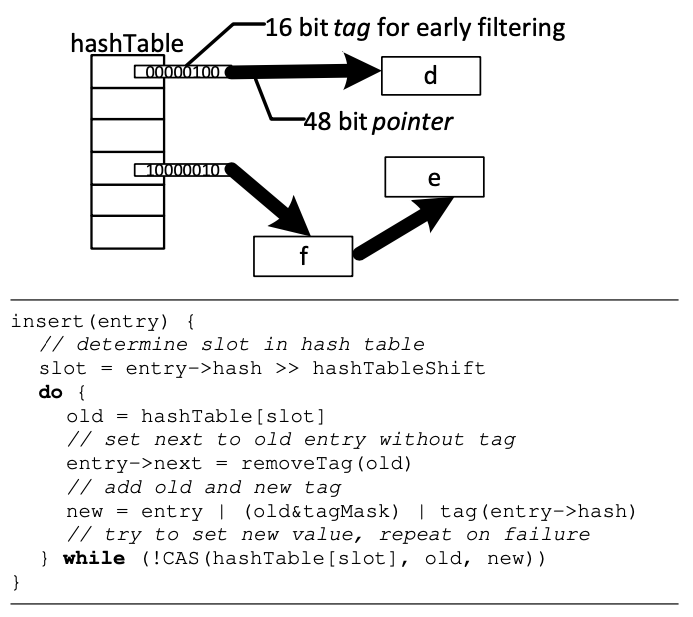 16 bit tag for early filtering
hashTable
00000100
d
48 bit pointer
10000010
e
f
insert(entry) {
// determine slot in hash table
slot = entry->hash >> hashTableShift
do {
old = hashTable[slot]
// set next to old entry without tag
entry->next = removeTag(old)
// add old and new tag
new = entry | (old&tagMask) | tag(entry->hash)
// try to set new value, repeat on failure
} while (!CAS(hashTable[slot], old, new))
}